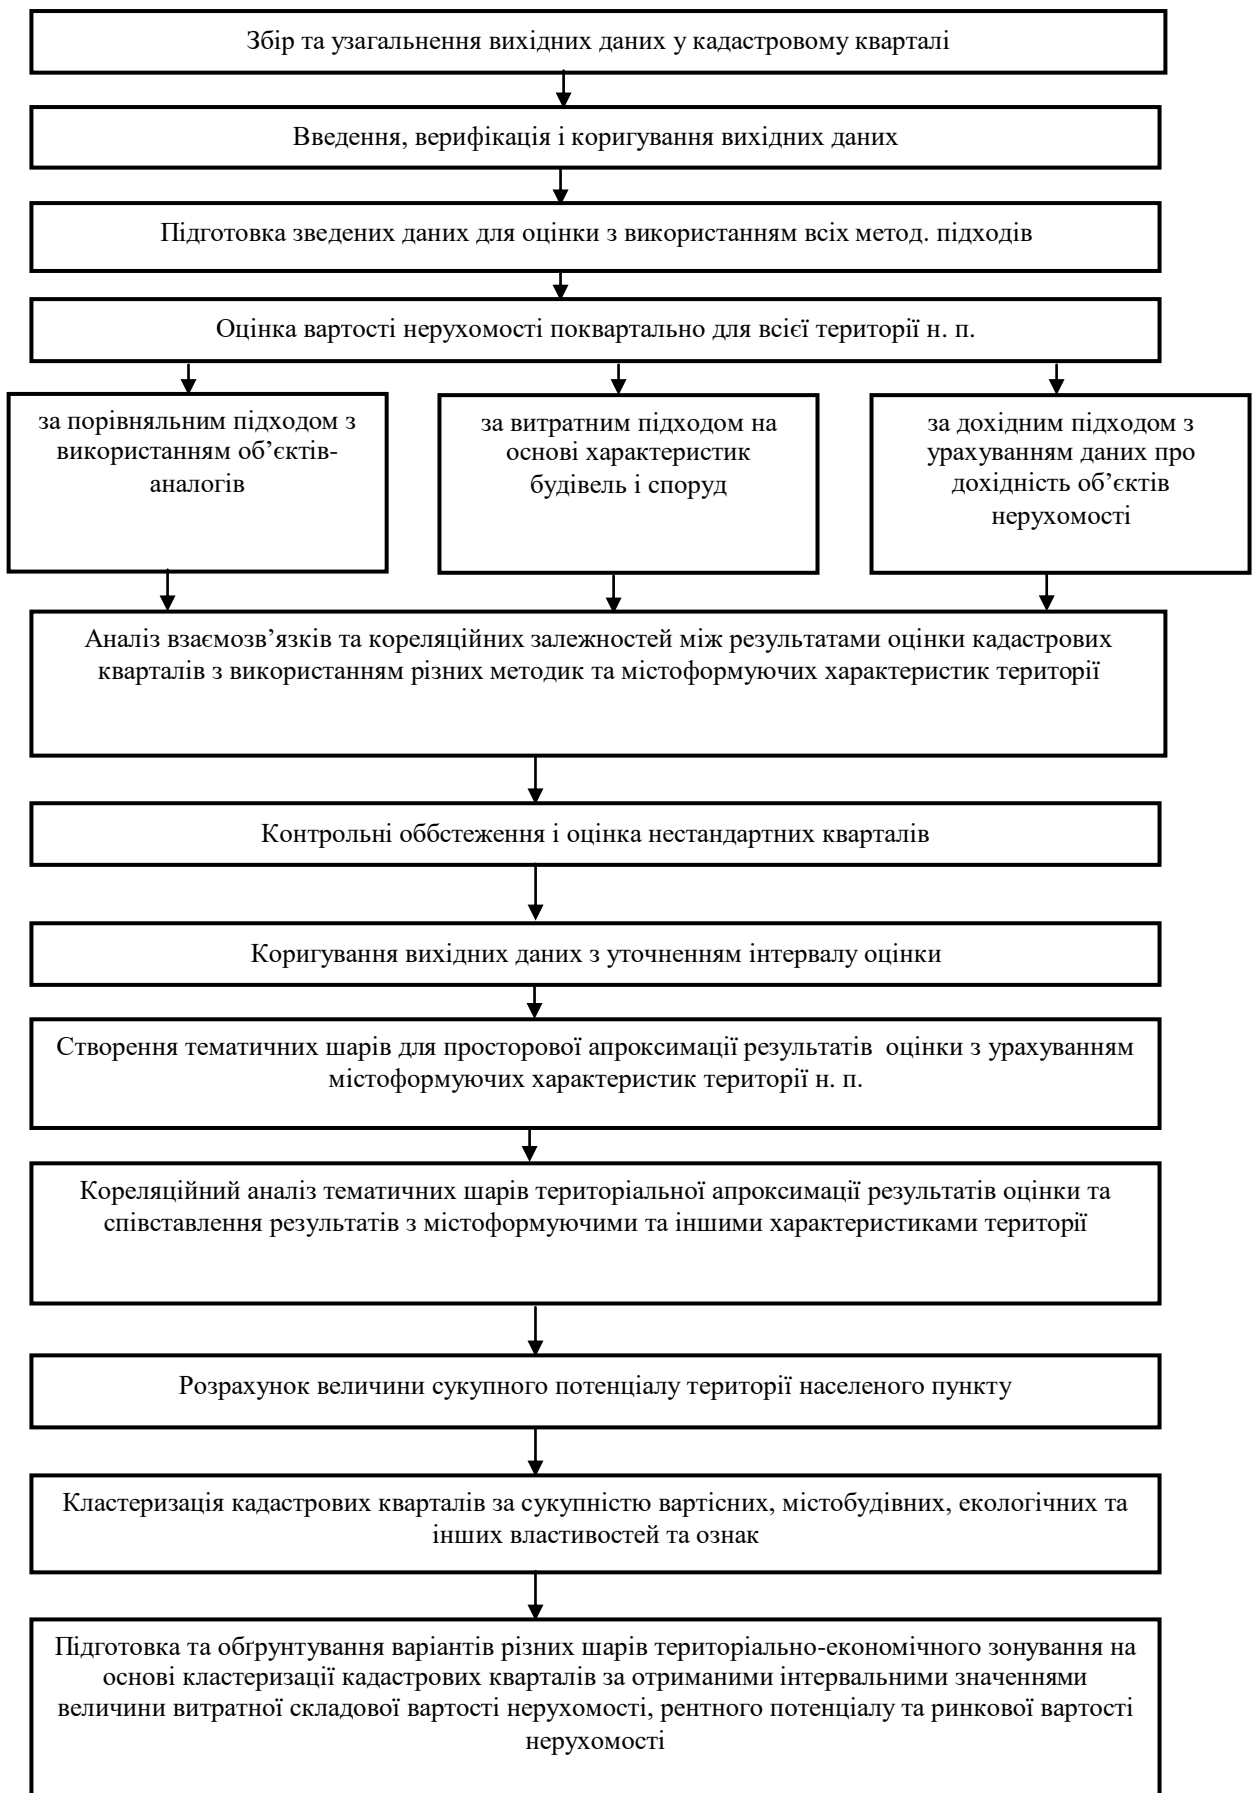 Збір та узагальнення вихідних даних у кадастровому кварталі
Введення, верифікація і коригування вихідних даних
Підготовка зведених даних для оцінки з використанням всіх метод. підходів
Оцінка вартості нерухомості поквартально для всієї території н. п.
за порівняльним підходом з
використанням об’єктів-
аналогів
за витратним підходом на
основі характеристик
будівель і споруд
за дохідним підходом з
урахуванням даних про
дохідність об’єктів
нерухомості
Аналіз взаємозв’язків та кореляційних залежностей між результатами оцінки кадастрових
кварталів з використанням різних методик та містоформуючих характеристик території
Контрольні оббстеження і оцінка нестандартних кварталів
Коригування вихідних даних з уточненням інтервалу оцінки
Створення тематичних шарів для просторової апроксимації результатів оцінки з урахуванням
містоформуючих характеристик території н. п.
Кореляційний аналіз тематичних шарів територіальної апроксимації результатів оцінки та
співставлення результатів з містоформуючими та іншими характеристиками території
Розрахунок величини сукупного потенціалу території населеного пункту
Кластеризація кадастрових кварталів за сукупністю вартісних, містобудівних, екологічних та
інших властивостей та ознак
Підготовка та обґрунтування варіантів різних шарів територіально-економічного зонування на
основі кластеризації кадастрових кварталів за отриманими інтервальними значеннями
величини витратної складової вартості нерухомості, рентного потенціалу та ринкової вартості
нерухомості